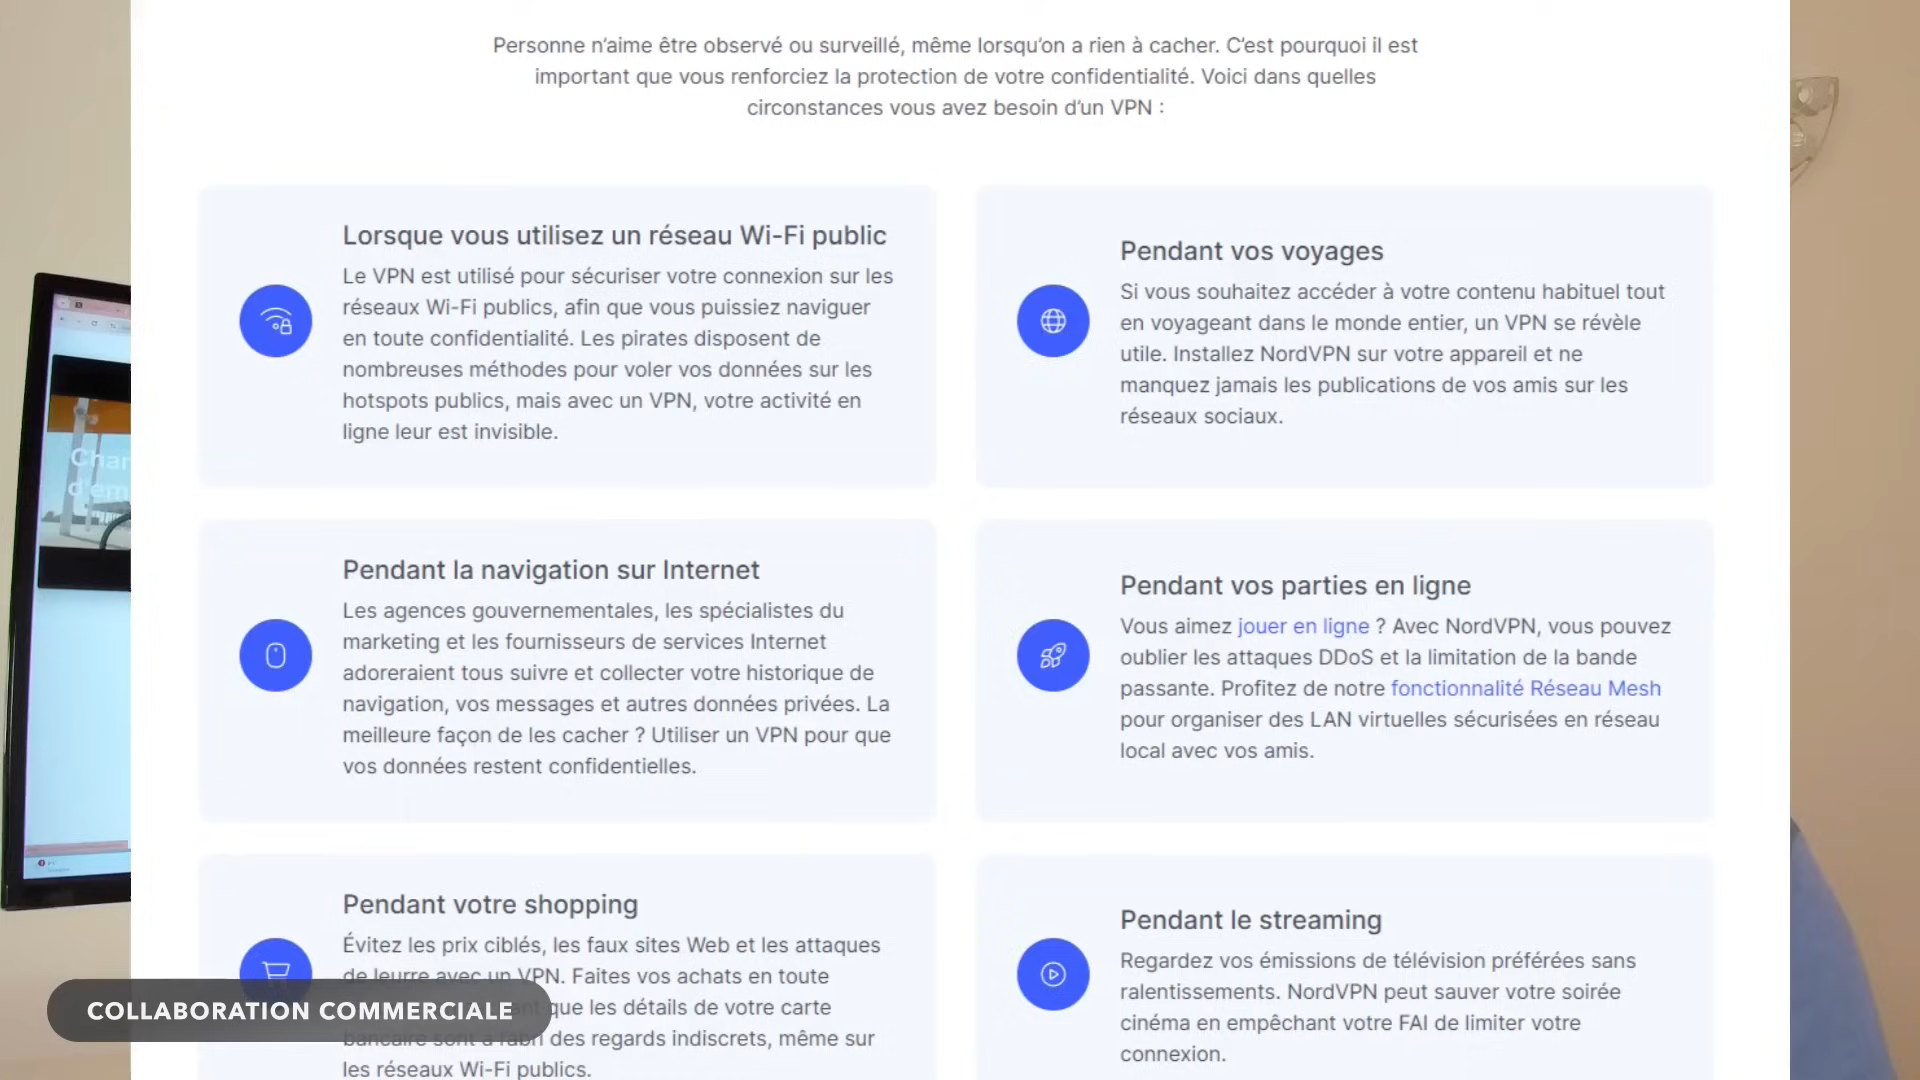 Personne n’aime être observé ou surveillé, même lorsqu’on a rien à cacher. C’est pourquoi il est
important que vous renforciez la protection de votre confidentialité. Voici dans quelles
circonstances vous avez besoin d’un VPN :
Lorsque vous utilisez un réseau Wi-Fi public
Le VPN est utilisé pour sécuriser votre connexion sur les
réseaux Wi-Fi publics, afin que vous puissiez naviguer
en toute confidentialité. Les pirates disposent de
nombreuses méthodes pour voler vos données sur les
hotspots publics, mais avec un VPN, votre activité en
ligne leur est invisible.
Pendant vos voyages
Si vous souhaitez accéder à votre contenu habituel tout
en voyageant dans le monde entier, un VPN se révèle
utile. Installez NordVPN sur votre appareil et ne
manquez jamais les publications de vos amis sur les
réseaux sociaux.
Pendant la navigation sur Internet
Les agences gouvernementales, les spécialistes du
marketing et les fournisseurs de services Internet
adoreraient tous suivre et collecter votre historique de
navigation, vos messages et autres données privées. La
meilleure façon de les cacher ? Utiliser un VPN pour que
vos données restent confidentielles.
Pendant vos parties en ligne
Vous aimez jouer en ligne ? Avec NordVPN, vous pouvez
oublier les attaques DDoS et la limitation de la bande
passante. Profitez de notre fonctionnalité Réseau Mesh
pour organiser des LAN virtuelles sécurisées en réseau
local avec vos amis.
Pendant votre shopping
Évitez les prix ciblés, les faux sites Web et les attaques
de leurre avec un VPN. Faites vos achats en toute
que les détails de votre carte
bancaire sont à l’abri des regards indiscrets, même sur
les réseaux Wi-Fi publics.
Pendant le streaming
Regardez vos émissions de télévision préférées sans
ralentissements. NordVPN peut sauver votre soirée
cinéma en empêchant votre FAI de limiter votre
connexion.
Char
d'em
COLLABORATION COMMERCIALE